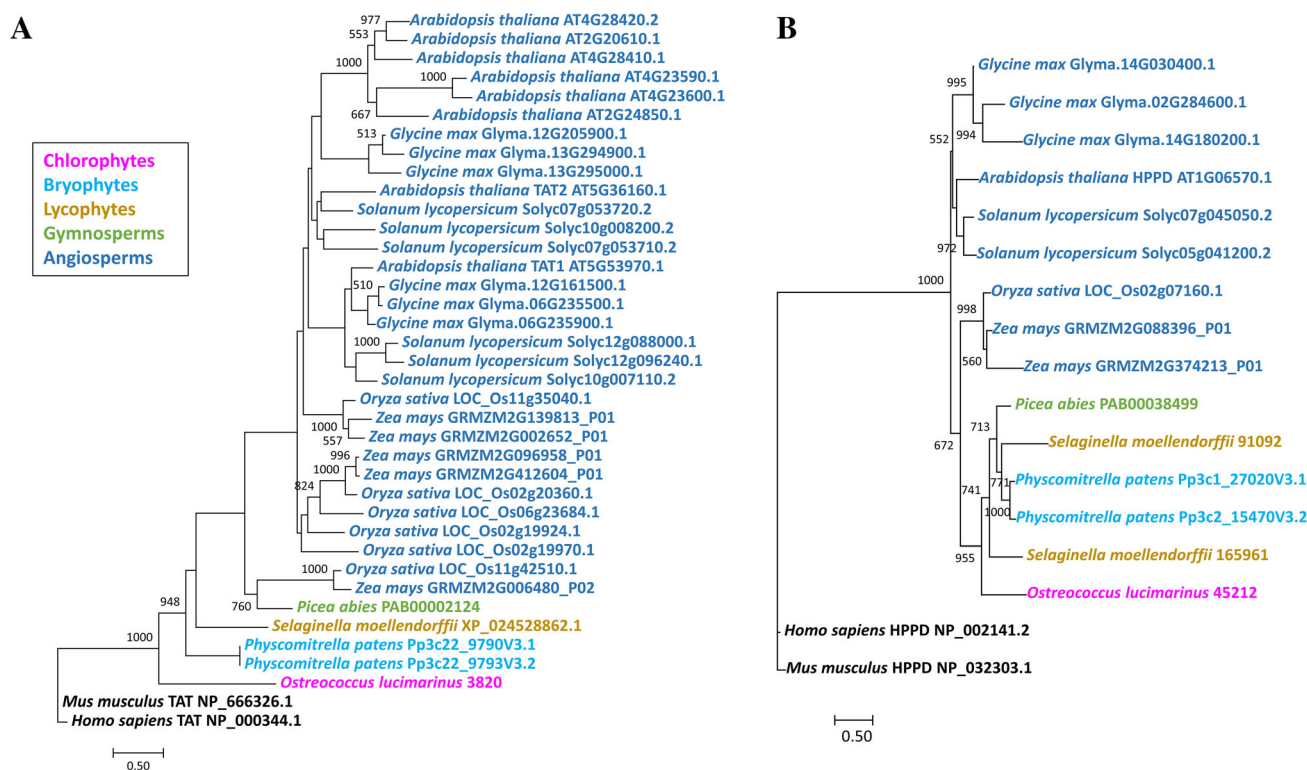 A
977
Arabidopsis thaliana AT4G28420.2
553
Arabidopsis thaliana AT2G20610.1
Arabidopsis thaliana AT4G28410.1
1000
1000
Arabidopsis thaliana AT4G23590.1
Arabidopsis thaliana AT4G23600.1
667
Arabidopsis thaliana AT2G24850.1
513
Glycine max Glyma.12G205900.1
Glycine max Glyma.13G294900.1
Glycine max Glyma.13G295000.1
Arabidopsis thaliana TAT2 AT5G36160.1
Solanum lycopersicum Solyc07g053720.2
Solanum lycopersicum Solyc10g008200.2
Solanum lycopersicum Solyc07g053710.2
Arabidopsis thaliana TAT1 AT5G53970.1
510
Glycine max Glyma.12G161500.1
Glycine max Glyma.06G235500.1
Glycine max Glyma.06G235900.1
1000
Solanum lycopersicum Solyc12g088000.1
Solanum lycopersicum Solyc12g096240.1
Solanum lycopersicum Solyc10g007110.2
Oryza sativa LOC_Os11g35040.1
Zea mays GRMZM2G139813_P01
1000
557
Zea mays GRMZM2G002652_P01
996
Zea mays GRMZM2G096958_P01
1000
Zea mays GRMZM2G412604_P01
824
Oryza sativa LOC_Os02g20360.1
Oryza sativa LOC_Os06g23684.1
Oryza sativa LOC_Os02g19924.1
Oryza sativa LOC_Os02g19970.1
1000
Oryza sativa LOC_Os11g42510.1
Zea mays GRMZM2G006480_P02
760
Picea abies PAB00002124
948
Selaginella moellendorffii XP_024528862.1
1000
Physcomitrella patens Pp3c22_9790V3.1
Physcomitrella patens Pp3c22_9793V3.2
Ostreococcus lucimarinus 3820
Mus musculus TAT NP_666326.1
Homo sapiens TAT NP_000344.1
0.50
Chlorophytes
Bryophytes
Lycophytes
Gymnosperms
Angiosperms
B
Glycine max Glyma.14G030400.1
995
Glycine max Glyma.02G284600.1
552
994
Glycine max Glyma.14G180200.1
Arabidopsis thaliana HPPD AT1G06570.1
Solanum lycopersicum Solyc07g045050.2
972
Solanum lycopersicum Solyc05g041200.2
1000
Oryza sativa LOC_Os02g07160.1
998
Zea mays GRMZM2G088396_P01
560
Zea mays GRMZM2G374213_P01
Picea abies PAB00038499
713
672
Selaginella moellendorffii 91092
771
Physcomitrella patens Pp3c1_27020V3.1
741
1000
Physcomitrella patens Pp3c2_15470V3.2
955
Selaginella moellendorffii 165961
Ostreococcus lucimarinus 45212
Homo sapiens HPPD NP_002141.2
Mus musculus HPPD NP_032303.1
0.50